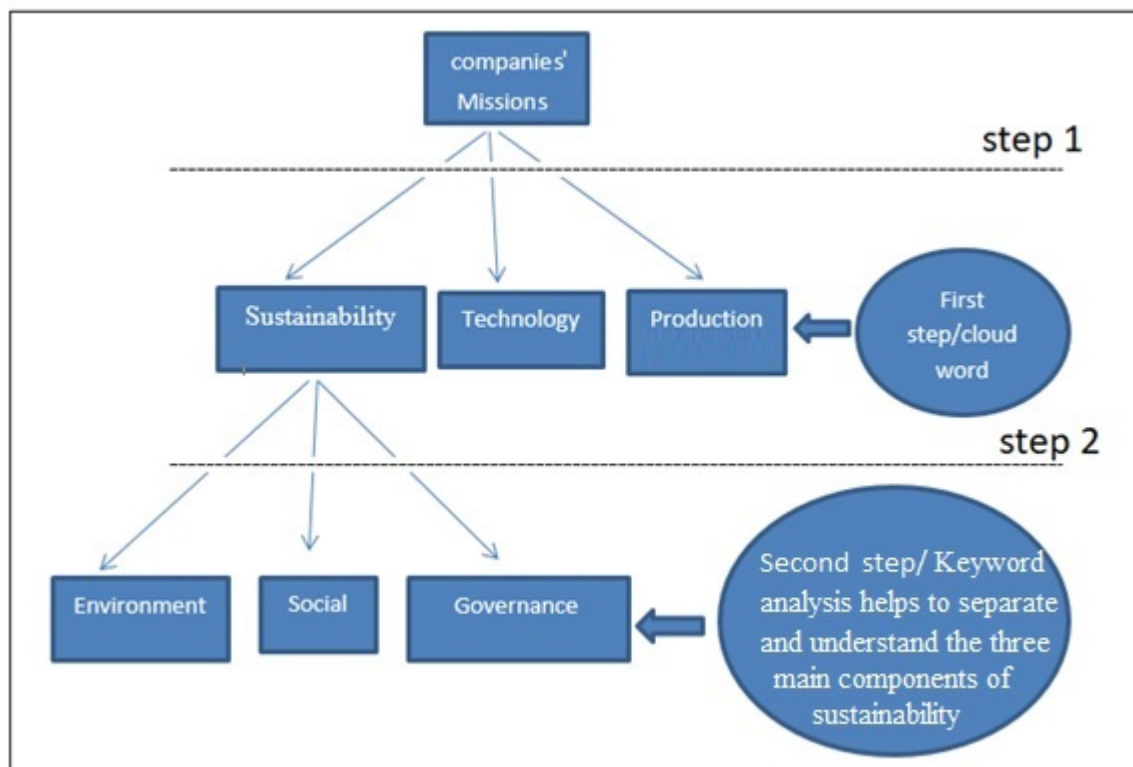 companies'
Missions
step 1
Sustainability
Technology
Production
First
step/cloud
word
step 2
Environment
Social
Governance
Second step/ Keyword
analysis helps to separate
and understand the three
main components of
sustainability